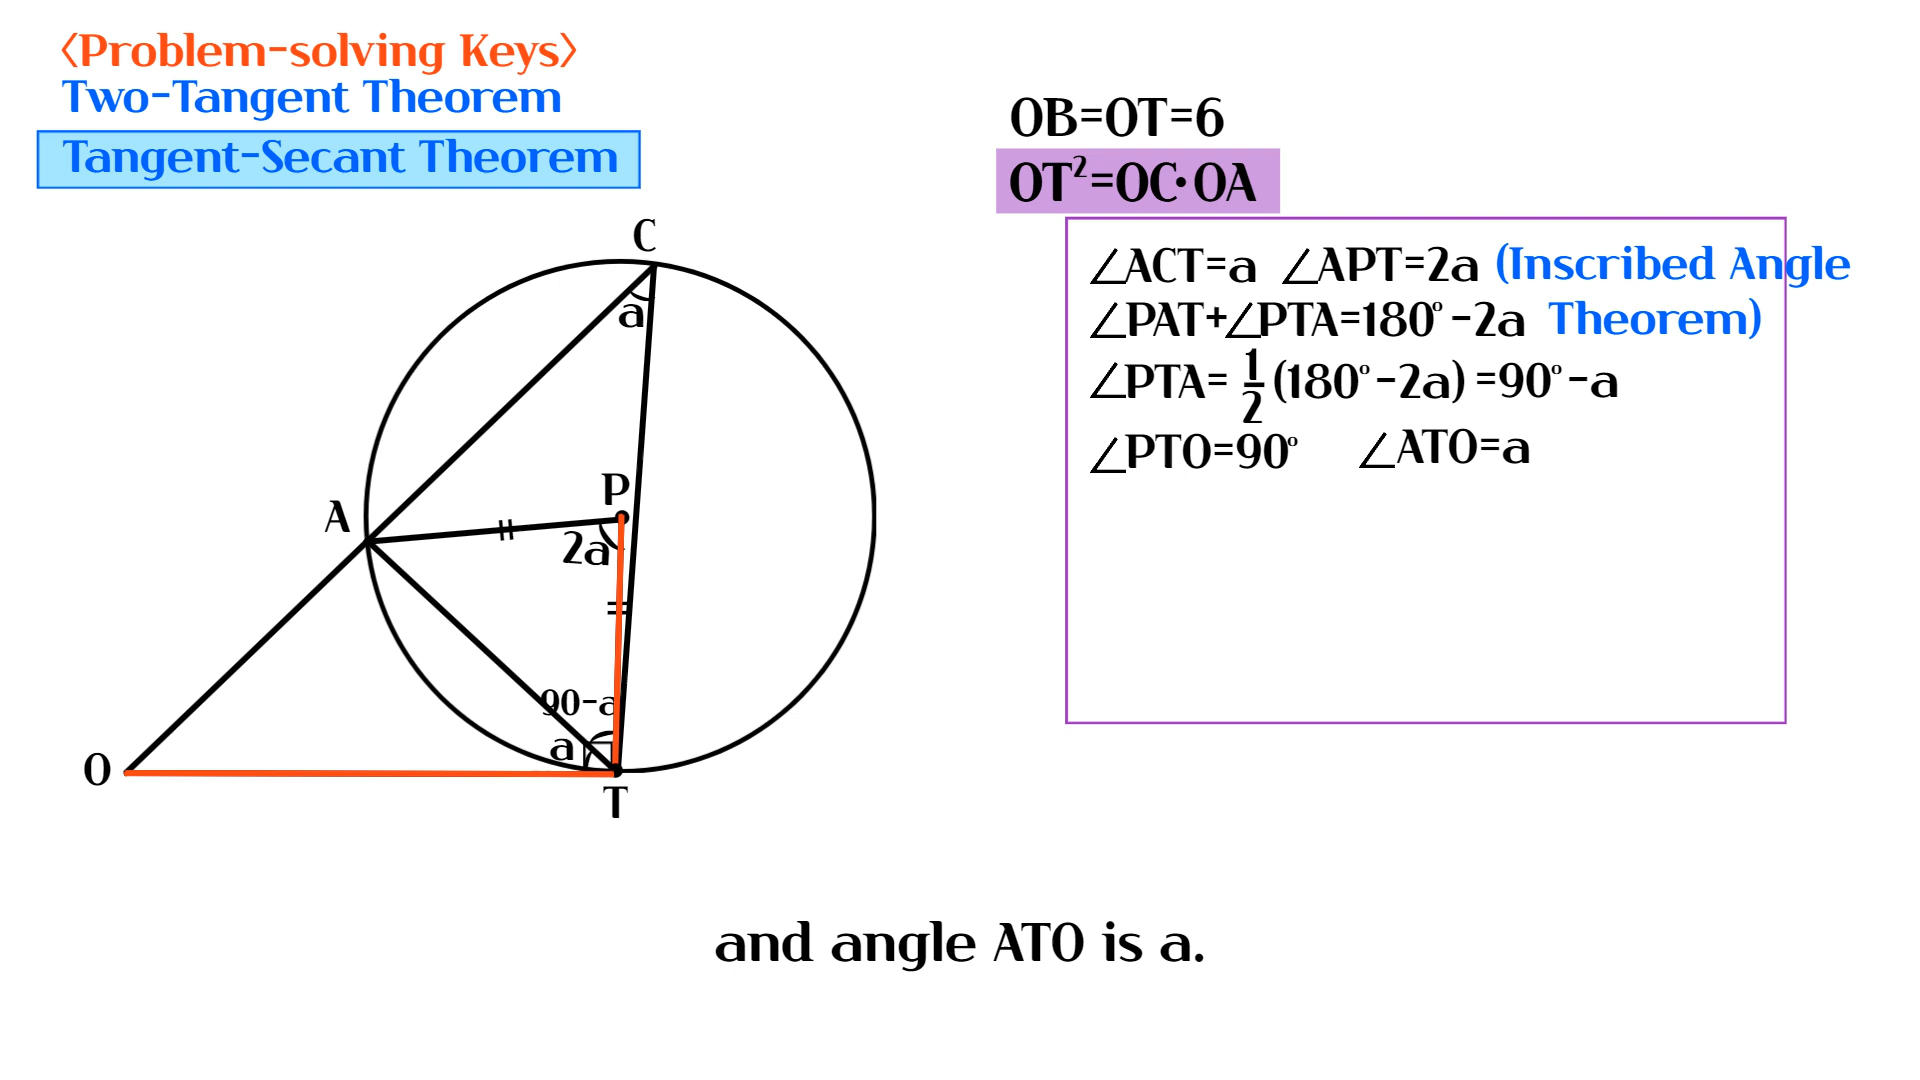 〈Problem-solving Keys〉
Two-Tangent Theorem
Tangent-Secant Theorem
OB=OT=6
OT²=OC·OA
∠ACT=a ∠APT=2a (Inscribed Angle
∠PAT+∠PTA=180°-2a Theorem)
∠PTA= 1/2 (180°-2a) =90°-a
∠PTO=90° ∠ATO=a
C
a
P
A
2a
90-a
a
O
T
and angle ATO is a.